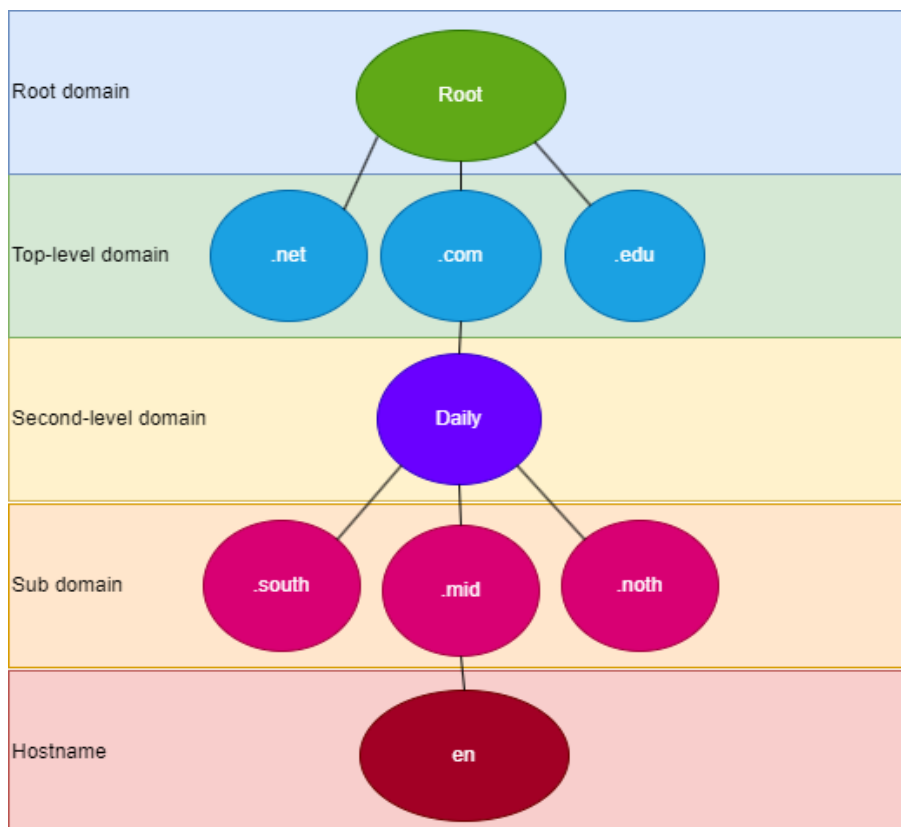 Root domain
Root
Top-level domain
.net
.com
.edu
Second-level domain
Daily
Sub domain
.south
.mid
.noth
Hostname
en